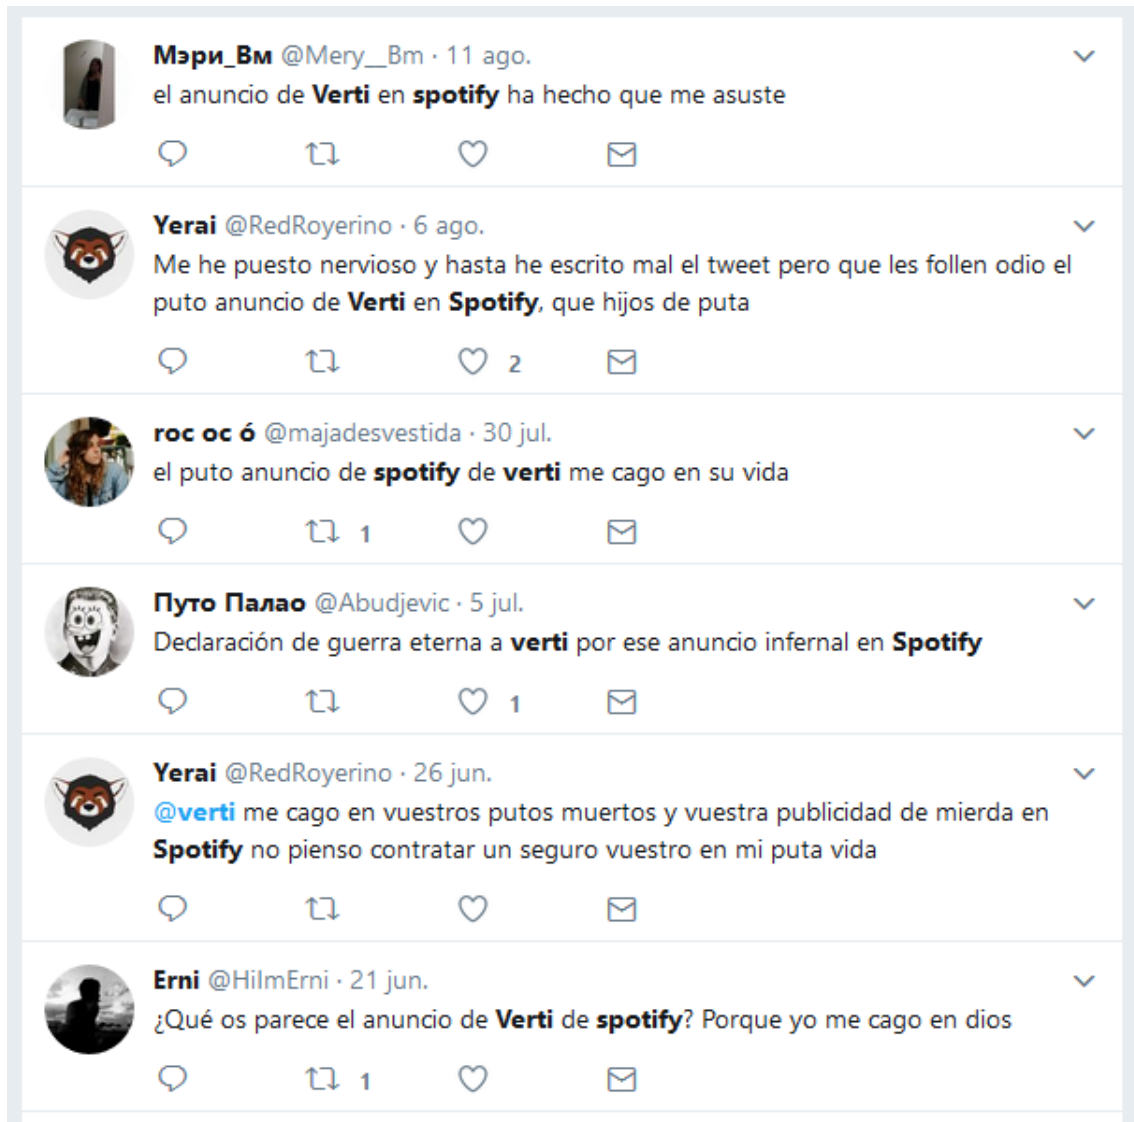 Мэри_Вм @Mery__Bm · 11 ago.
el anuncio de Verti en spotify ha hecho que me asuste
Yerai @RedRoyerino · 6 ago.
Me he puesto nervioso y hasta he escrito mal el tweet pero que les follen odio el
puto anuncio de Verti en Spotify, que hijos de puta
2
roc oc ó @majadesvestida · 30 jul.
el puto anuncio de spotify de verti me cago en su vida
1
Путо Палао @Abudjevic · 5 jul.
Declaración de guerra eterna a verti por ese anuncio infernal en Spotify
1
Yerai @RedRoyerino · 26 jun.
@verti me cago en vuestros putos muertos y vuestra publicidad de mierda en
Spotify no pienso contratar un seguro vuestro en mi puta vida
Erni @HilmErni · 21 jun.
¿Qué os parece el anuncio de Verti de spotify? Porque yo me cago en dios
1